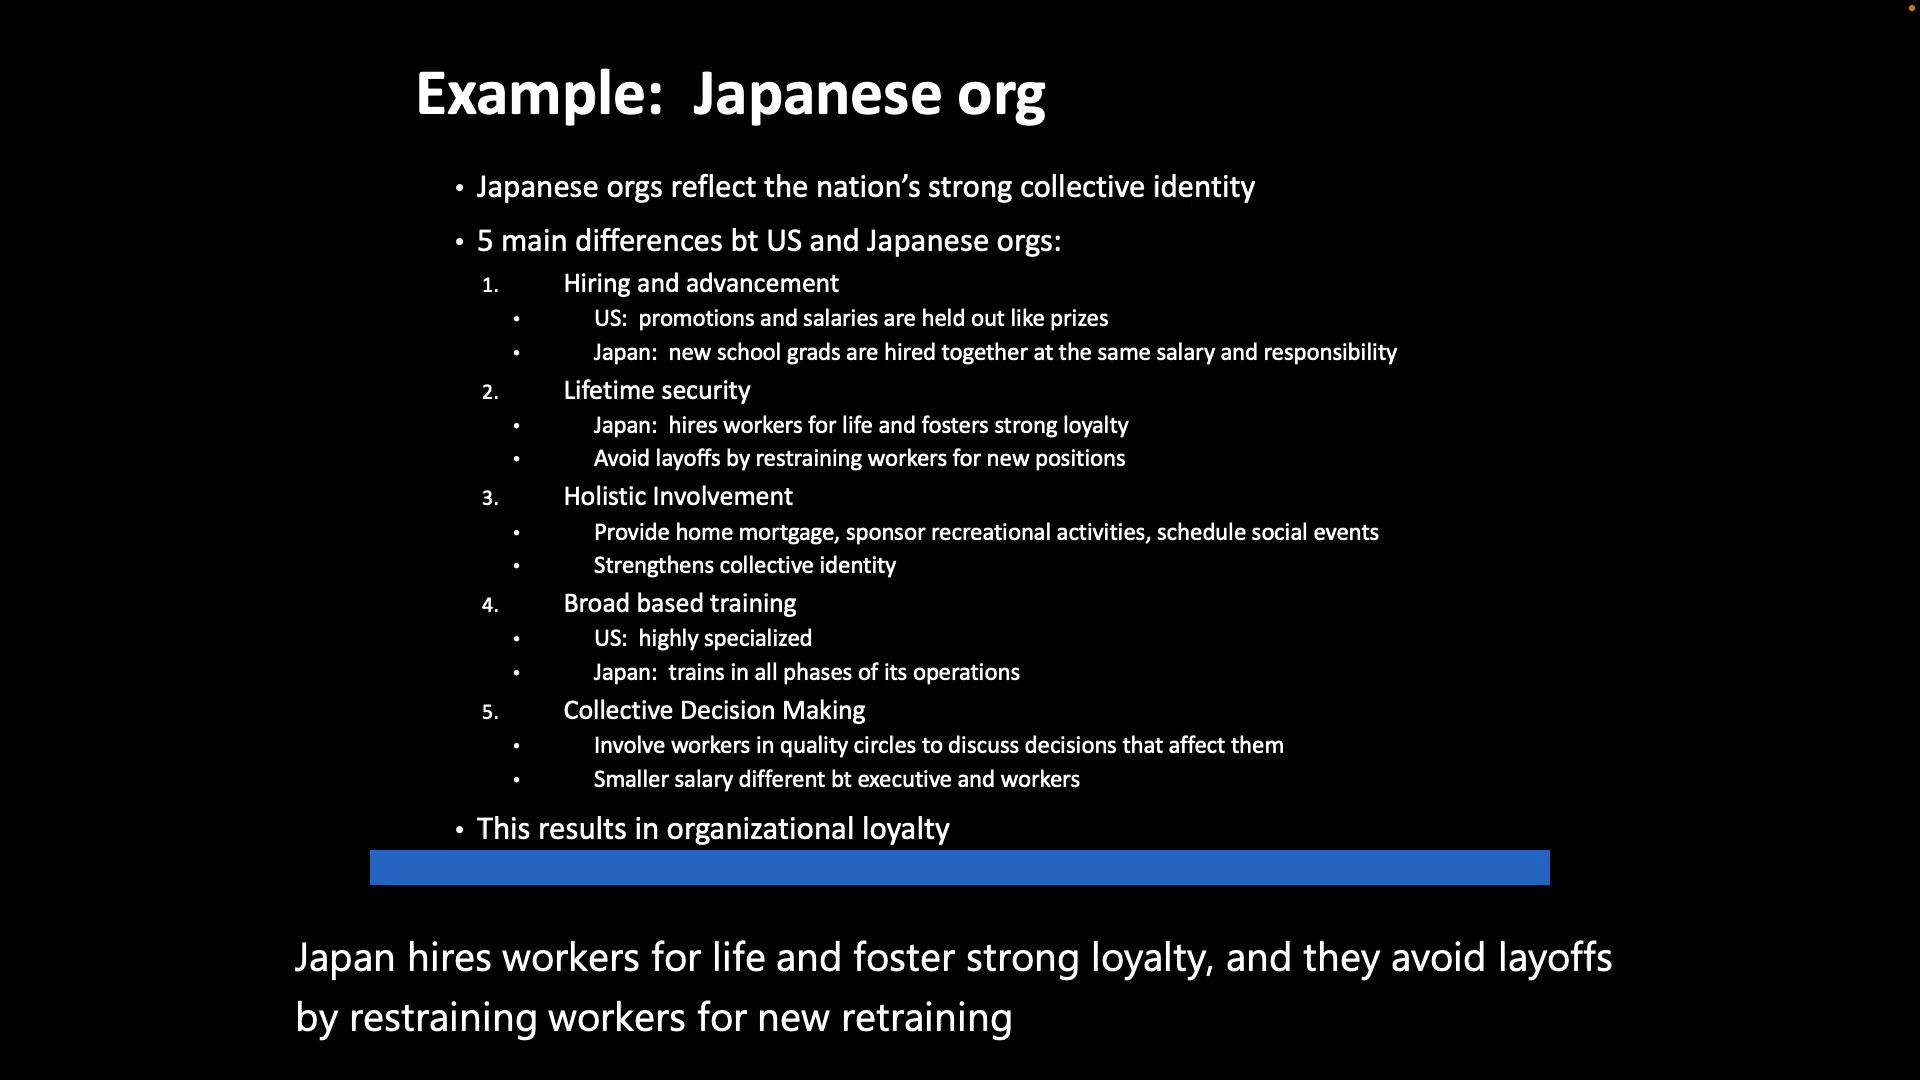 Example:  Japanese org
• Japanese orgs reflect the nation’s strong collective identity
• 5 main differences bt US and Japanese orgs:
1. Hiring and advancement
• US:  promotions and salaries are held out like prizes
• Japan:  new school grads are hired together at the same salary and responsibility
2. Lifetime security
• Japan:  hires workers for life and fosters strong loyalty
• Avoid layoffs by restraining workers for new positions
3. Holistic Involvement
• Provide home mortgage, sponsor recreational activities, schedule social events
• Strengthens collective identity
4. Broad based training
• US:  highly specialized
• Japan:  trains in all phases of its operations
5. Collective Decision Making
• Involve workers in quality circles to discuss decisions that affect them
• Smaller salary different bt executive and workers
• This results in organizational loyalty
Japan hires workers for life and foster strong loyalty, and they avoid layoffs
by restraining workers for new retraining